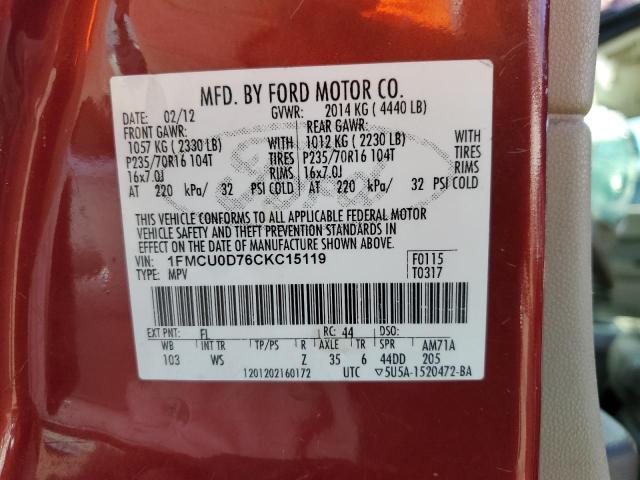 MFD. BY FORD MOTOR CO.
DATE: 02/12 GVWR: 2014 KG ( 4440 LB)
FRONT GAWR: REAR GAWR:
1057 KG ( 2330 LB) WITH 1012 KG ( 2230 LB) WITH
P235/70R16 104T TIRES P235/70R16 104T TIRES
16x7.0J RIMS 16x7.0J RIMS
AT 220 kPa/ 32 PSI COLD AT 220 kPa/ 32 PSI COLD
THIS VEHICLE CONFORMS TO ALL APPLICABLE FEDERAL MOTOR
VEHICLE SAFETY AND THEFT PREVENTION STANDARDS IN
EFFECT ON THE DATE OF MANUFACTURE SHOWN ABOVE.
VIN: 1FMCU0D76CKC15119 F0115
TYPE: MPV T0317
EXT PNT: FL RC: 44 DSO:
WB INT TR TP/PS R AXLE TR SPR AM71A
103 WS Z 35 6 44DD 205
1201202160172 UTC ▽5U5A-1520472-BA